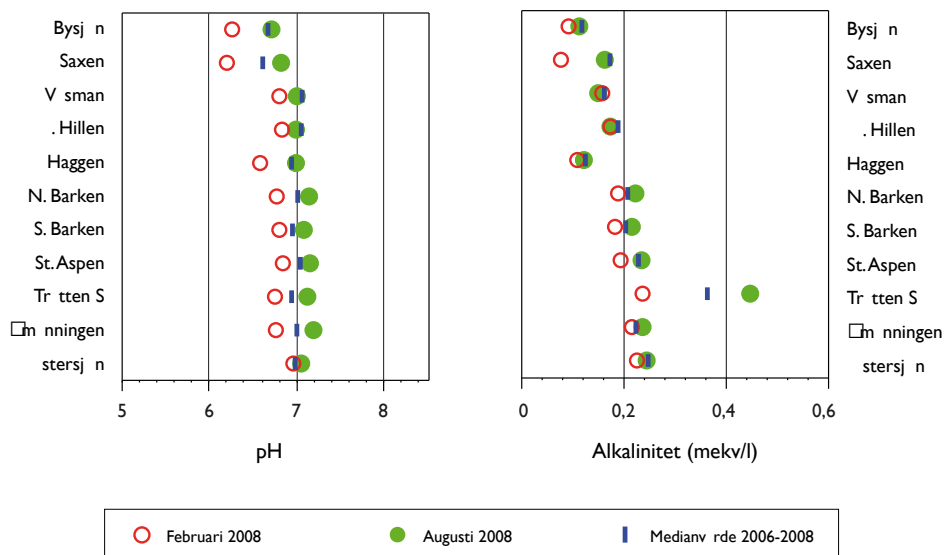 Bysj n
Saxen
V sman
. Hillen
Haggen
N. Barken
S. Barken
St. Aspen
Tr tten S
□m nningen
stersj n
5 6 7 8
pH
Bysj n
Saxen
V sman
. Hillen
Haggen
N. Barken
S. Barken
St. Aspen
Tr tten S
□m nningen
stersj n
0 0,2 0,4 0,6
Alkalinitet (mekv/l)
Februari 2008 Augusti 2008 Medianv rde 2006-2008